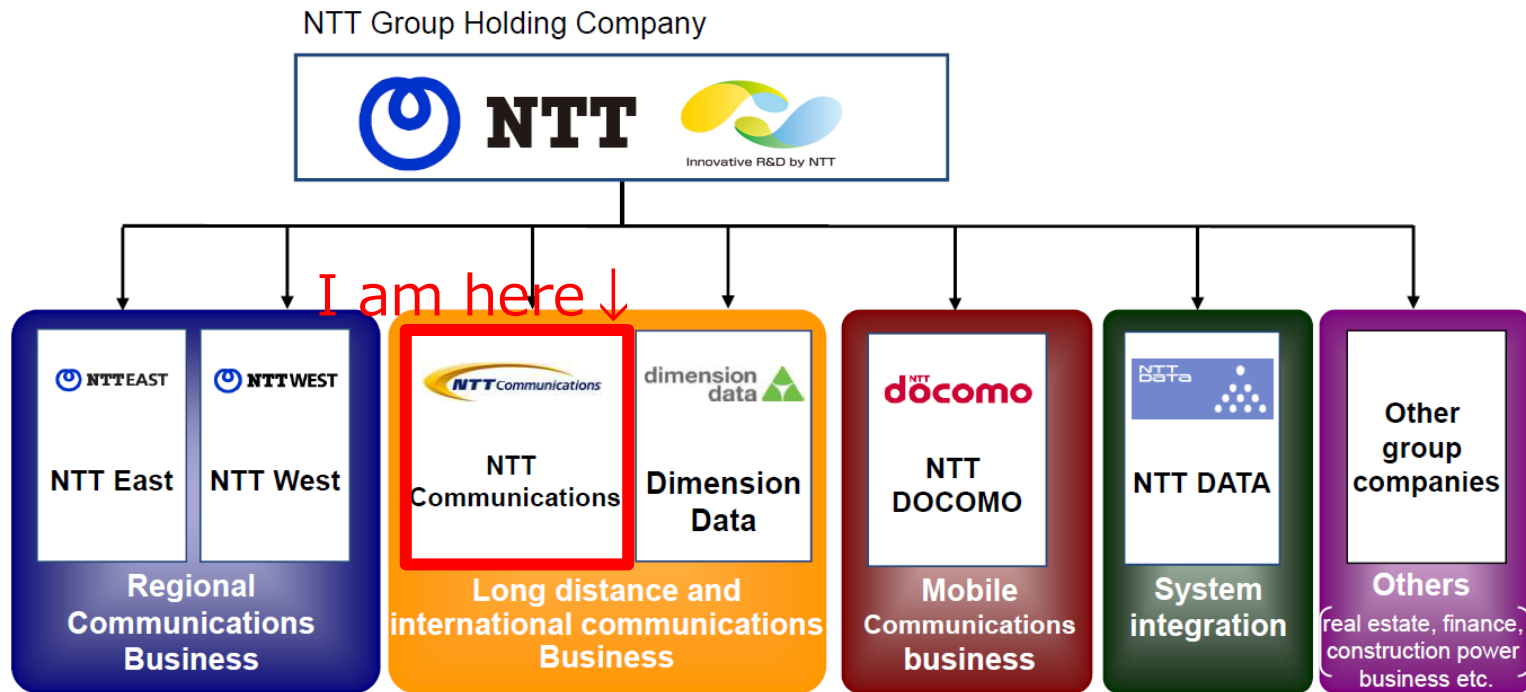 NTT Group Holding Company
NTT
Innovative R&D by NTT
I am here↓
NTT EAST
NTT East
NTT WEST
NTT West
Regional
Communications
Business
NTT Communications
NTT
Communications
dimension
data
Dimension
Data
Long distance and
international communications
Business
NTT
docomo
NTT
DOCOMO
Mobile
Communications
business
NTT
Data
NTT DATA
System
integration
Other
group
companies
Others
(real estate, finance,
construction power
business etc.)